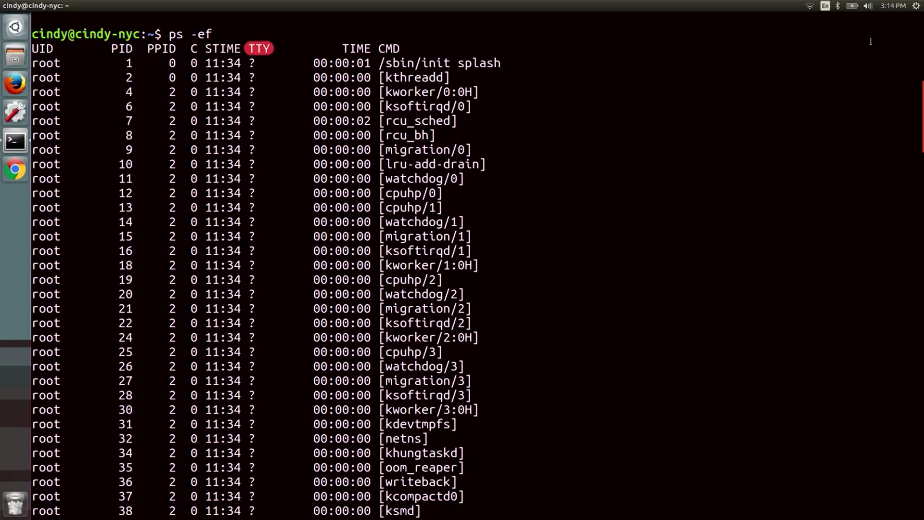 cindy@cindy-nyc: ~
En
3:14 PM
cindy@cindy-nyc:~$ ps -ef
UID PID PPID C STIME TTY TIME CMD
root 1 0 0 11:34 ? 00:00:01 /sbin/init splash
root 2 0 0 11:34 ? 00:00:00 [kthreadd]
root 4 2 0 11:34 ? 00:00:00 [kworker/0:0H]
root 6 2 0 11:34 ? 00:00:00 [ksoftirqd/0]
root 7 2 0 11:34 ? 00:00:02 [rcu_sched]
root 8 2 0 11:34 ? 00:00:00 [rcu_bh]
root 9 2 0 11:34 ? 00:00:00 [migration/0]
root 10 2 0 11:34 ? 00:00:00 [lru-add-drain]
root 11 2 0 11:34 ? 00:00:00 [watchdog/0]
root 12 2 0 11:34 ? 00:00:00 [cpuhp/0]
root 13 2 0 11:34 ? 00:00:00 [cpuhp/1]
root 14 2 0 11:34 ? 00:00:00 [watchdog/1]
root 15 2 0 11:34 ? 00:00:00 [migration/1]
root 16 2 0 11:34 ? 00:00:00 [ksoftirqd/1]
root 18 2 0 11:34 ? 00:00:00 [kworker/1:0H]
root 19 2 0 11:34 ? 00:00:00 [cpuhp/2]
root 20 2 0 11:34 ? 00:00:00 [watchdog/2]
root 21 2 0 11:34 ? 00:00:00 [migration/2]
root 22 2 0 11:34 ? 00:00:00 [ksoftirqd/2]
root 24 2 0 11:34 ? 00:00:00 [kworker/2:0H]
root 25 2 0 11:34 ? 00:00:00 [cpuhp/3]
root 26 2 0 11:34 ? 00:00:00 [watchdog/3]
root 27 2 0 11:34 ? 00:00:00 [migration/3]
root 28 2 0 11:34 ? 00:00:00 [ksoftirqd/3]
root 30 2 0 11:34 ? 00:00:00 [kworker/3:0H]
root 31 2 0 11:34 ? 00:00:00 [kdevtmpfs]
root 32 2 0 11:34 ? 00:00:00 [netns]
root 34 2 0 11:34 ? 00:00:00 [khungtaskd]
root 35 2 0 11:34 ? 00:00:00 [oom_reaper]
root 36 2 0 11:34 ? 00:00:00 [writeback]
root 37 2 0 11:34 ? 00:00:00 [kcompactd0]
root 38 2 0 11:34 ? 00:00:00 [ksmd]